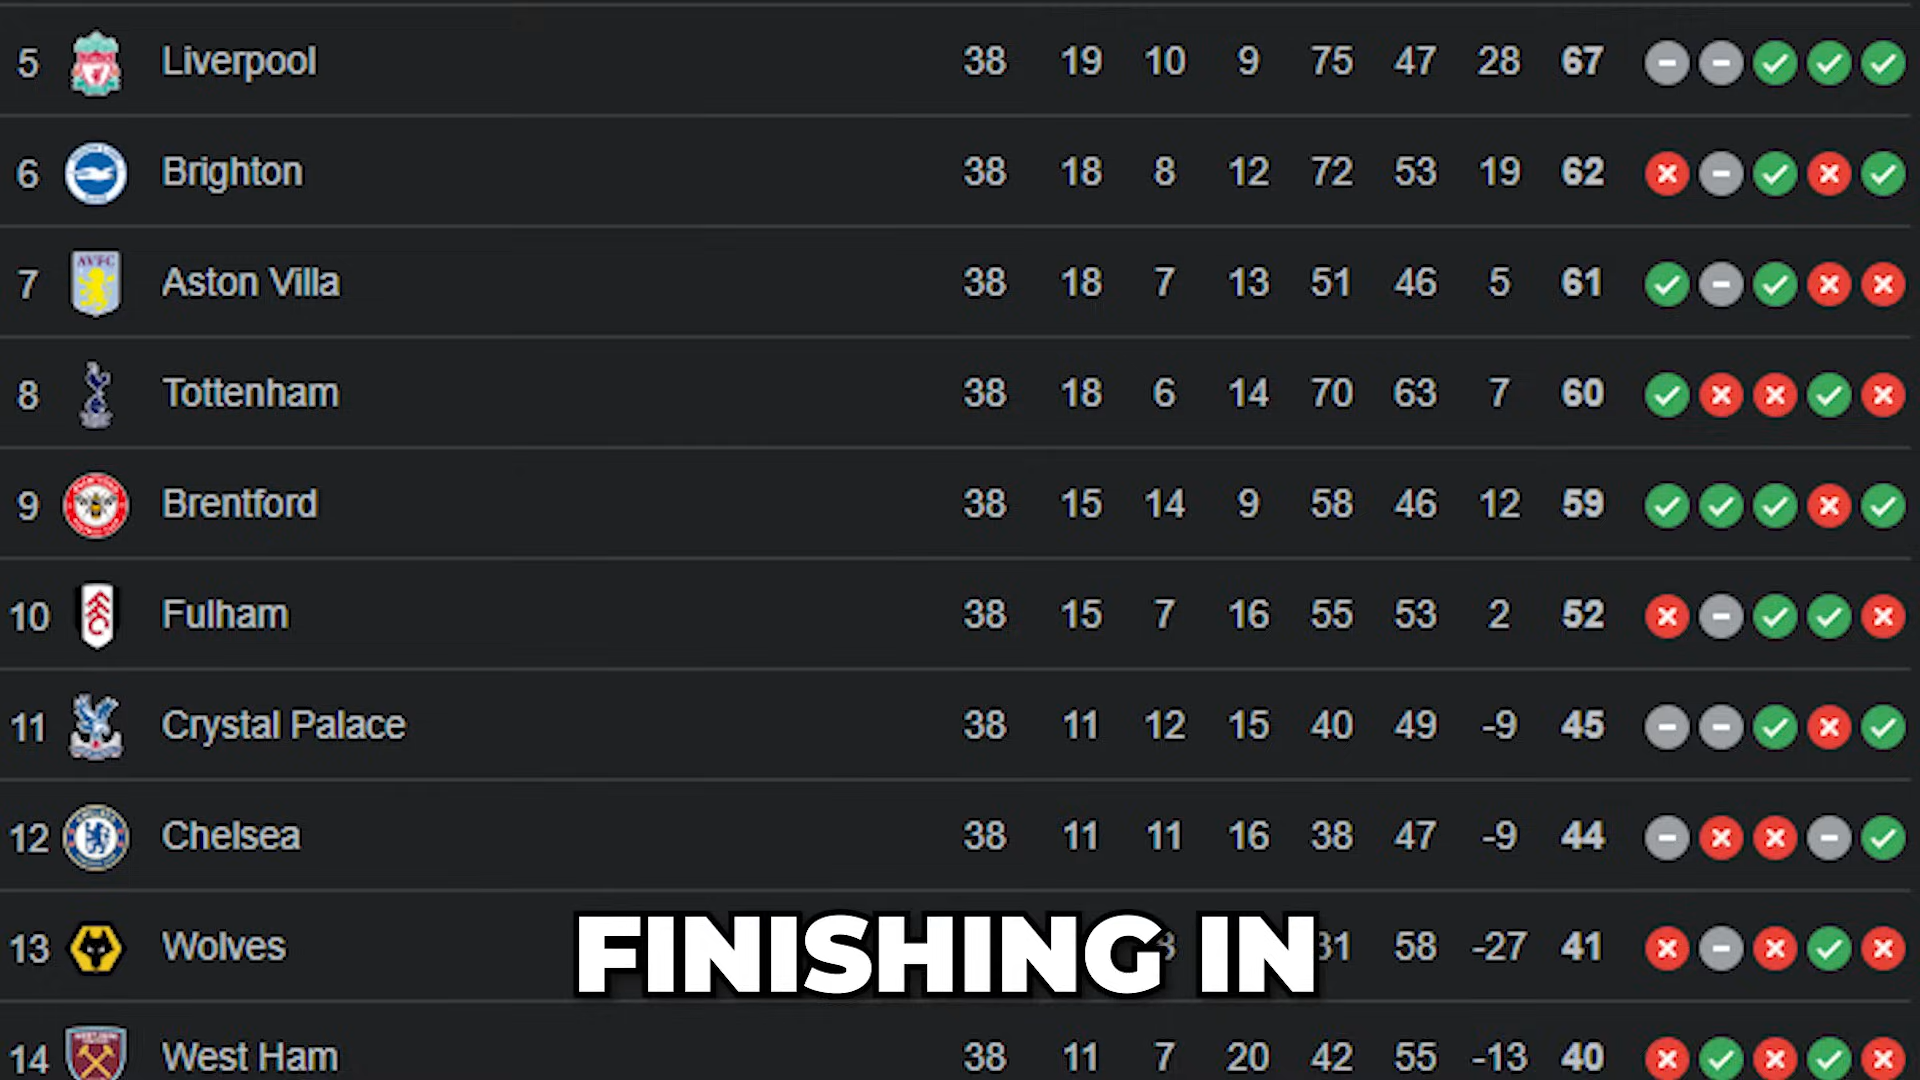 5 Liverpool 38 19 10 9 75 47 28 67
6 Brighton 38 18 8 12 72 53 19 62
AVFC
7 Aston Villa 38 18 7 13 51 46 5 61
8 Tottenham 38 18 6 14 70 63 7 60
9 Brentford 38 15 14 9 58 46 12 59
10 Fulham 38 15 7 16 55 53 2 52
11 Crystal Palace 38 11 12 15 40 49 -9 45
12 Chelsea 38 11 11 16 38 47 -9 44
13 Wolves 58 -27 41
FINISHING IN
14 West Ham 38 11 7 20 42 55 -13 40